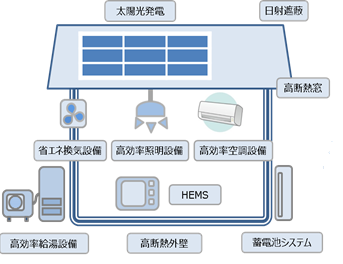 太陽光発電
日射遮蔽
高断熱窓
省エネ換気設備
高効率照明設備
高効率空調設備
HEMS
高効率給湯設備
高断熱外壁
蓄電池システム